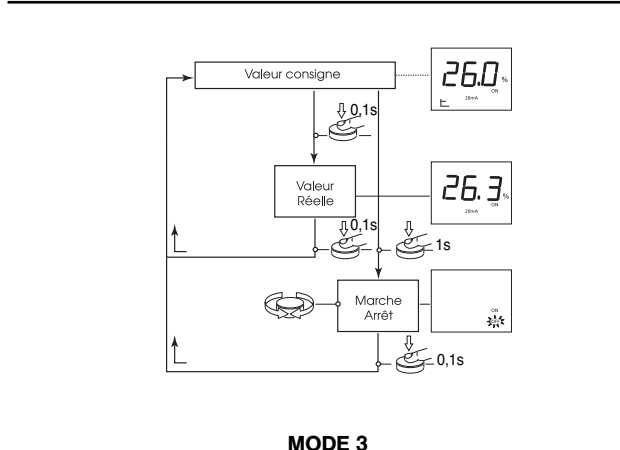 Valeur consigne
26.0 %
ON
20mA
0,1s
Valeur
Réelle
26.3 %
ON
20mA
0,1s
1s
Marche
Arrêt
ON
OFF
0,1s
MODE 3